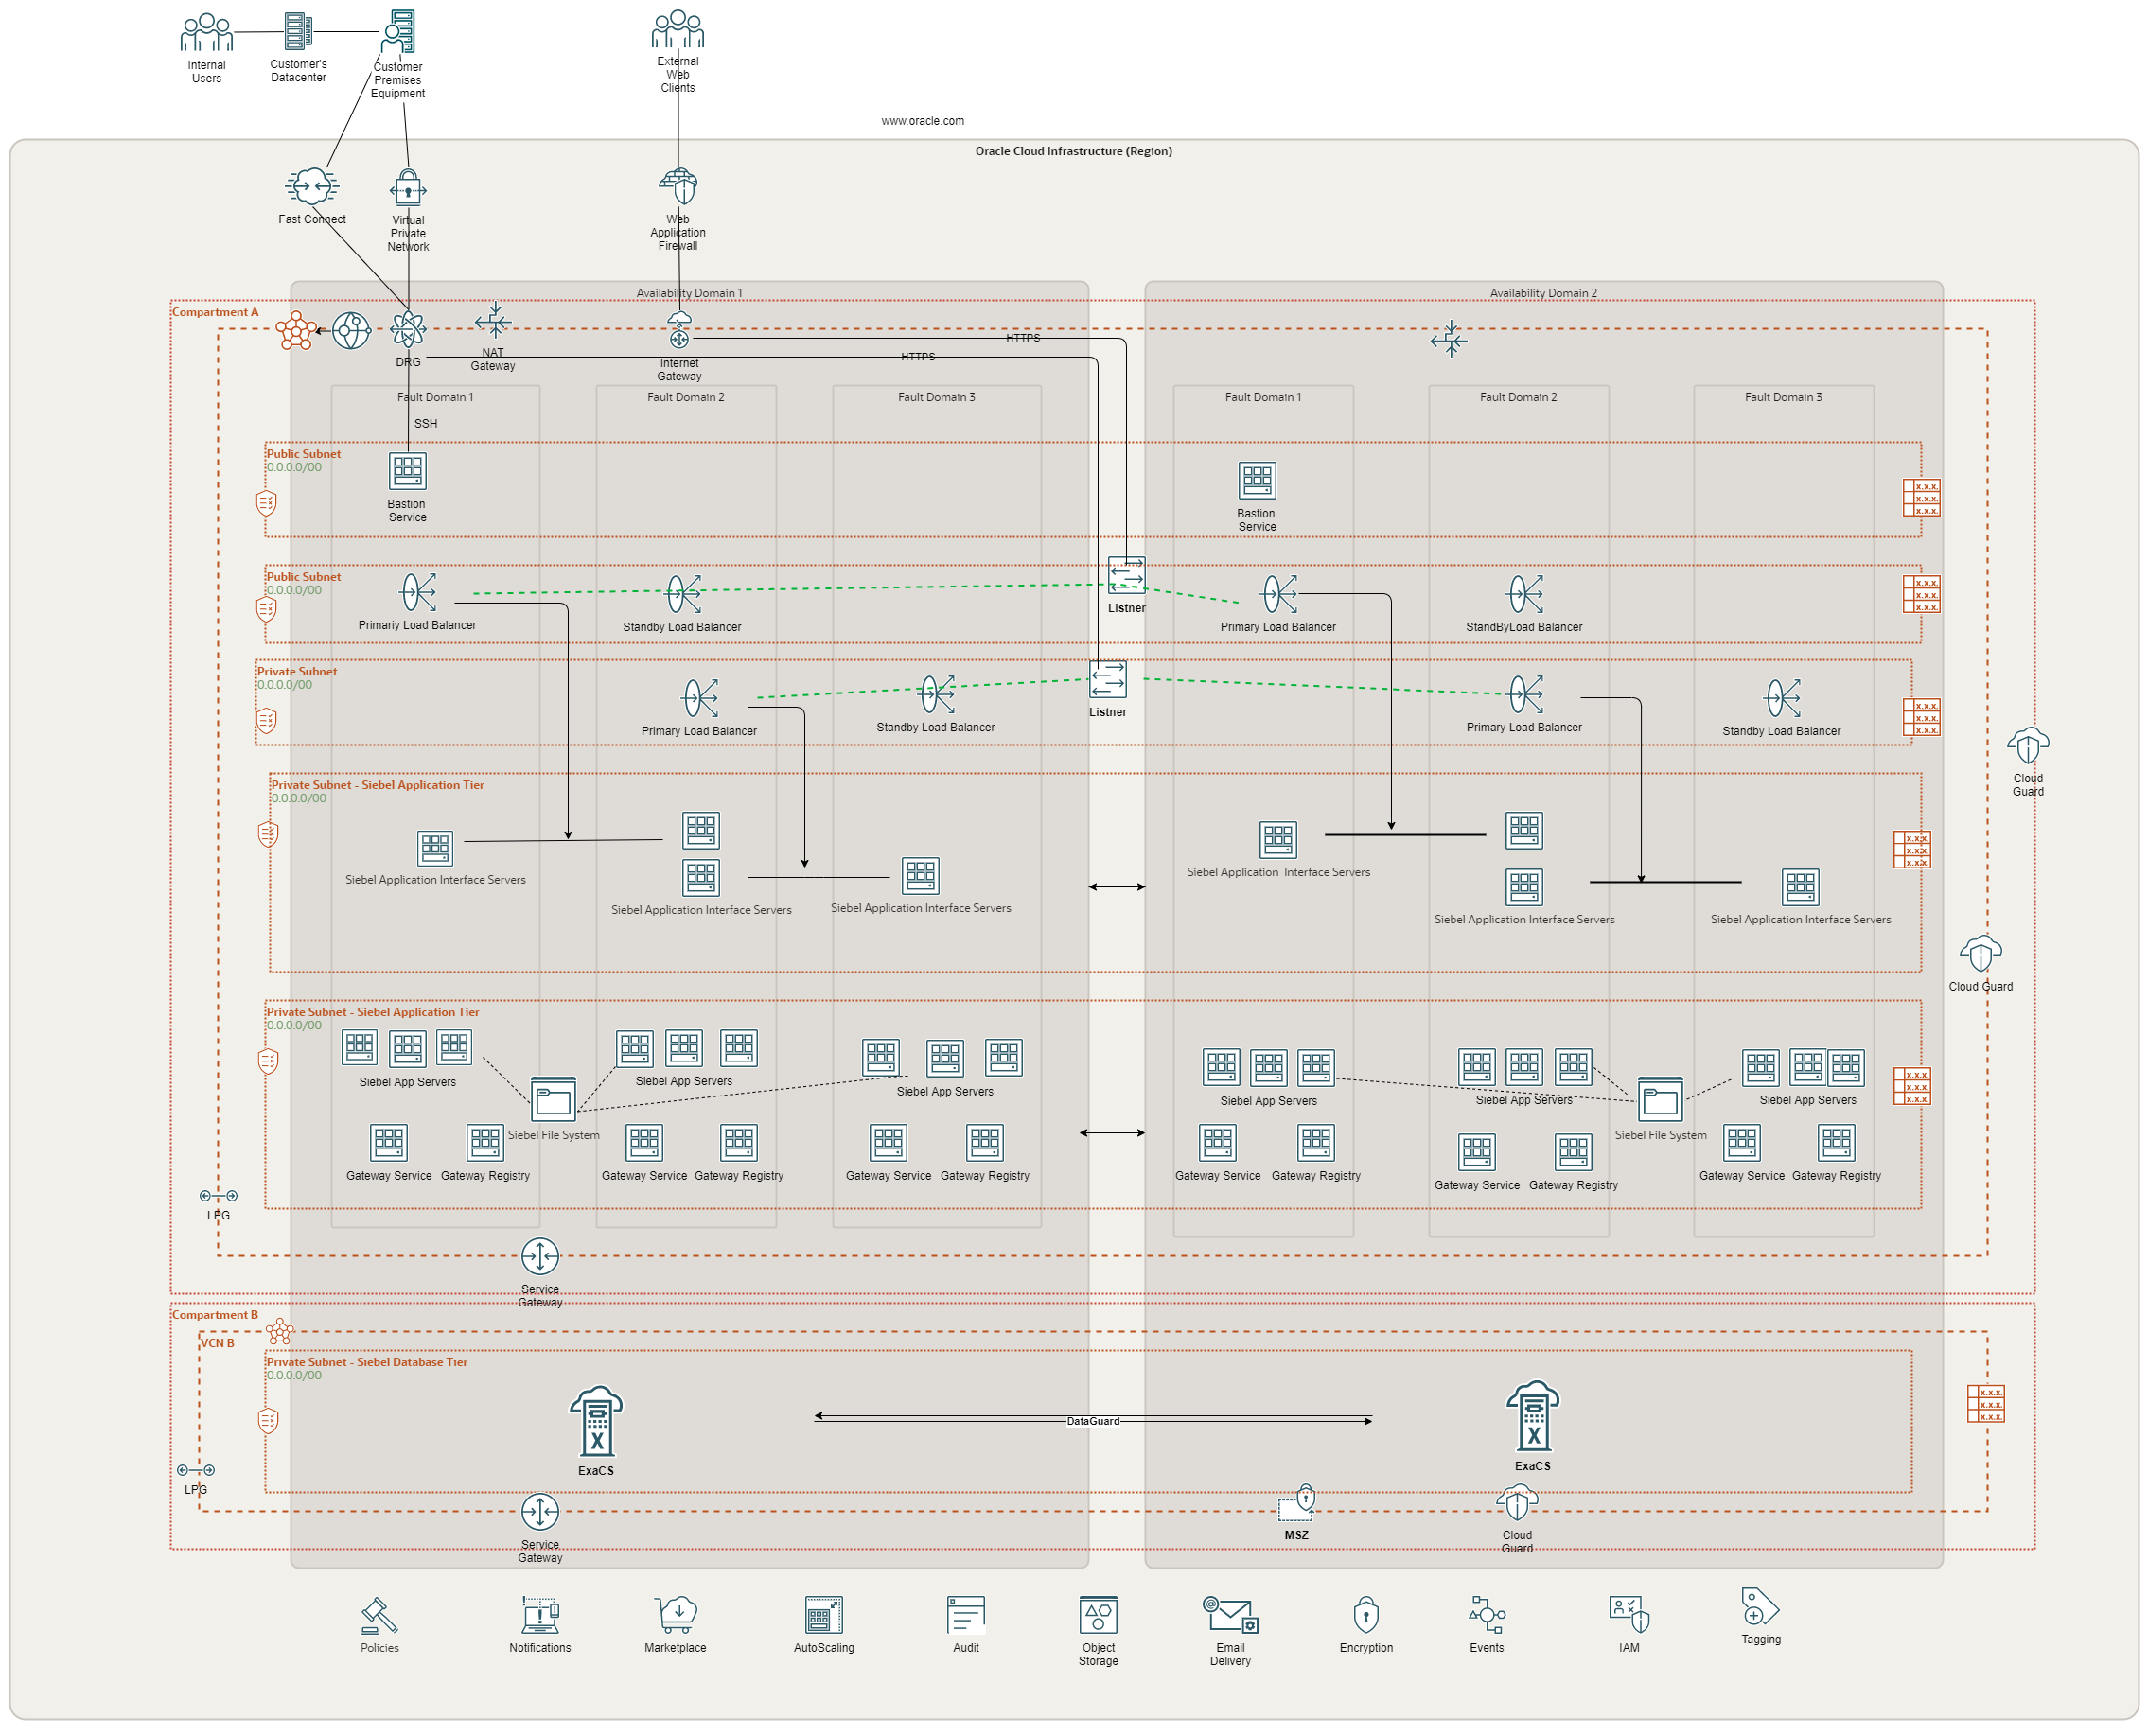 Internal
Users
Customer's
Datacenter
Customer
Premises
Equipment
External
Web
Clients
www.oracle.com
Oracle Cloud Infrastructure (Region)
Fast Connect
Virtual
Private
Network
Web
Application
Firewall
Availability Domain 1
Availability Domain 2
Compartment A
DRG
NAT
Gateway
Internet
Gateway
HTTPS
HTTPS
Fault Domain 1
Fault Domain 2
Fault Domain 3
Fault Domain 1
Fault Domain 2
Fault Domain 3
SSH
Public Subnet
0.0.0.0/00
Bastion
Service
Bastion
Service
x.x.x.
x.x.x.
x.x.x.
Public Subnet
0.0.0.0/00
Primariy Load Balancer
Standby Load Balancer
Listner
Primary Load Balancer
StandByLoad Balancer
x.x.x.
x.x.x.
x.x.x.
Private Subnet
0.0.0.0/00
Primary Load Balancer
Standby Load Balancer
Listner
Primary Load Balancer
Standby Load Balancer
x.x.x.
x.x.x.
x.x.x.
Cloud
Guard
Private Subnet - Siebel Application Tier
0.0.0.0/00
Siebel Application Interface Servers
Siebel Application Interface Servers
Siebel Application Interface Servers
Siebel Application  Interface Servers
Siebel Application Interface Servers
Siebel Application Interface Servers
x.x.x.
x.x.x.
x.x.x.
Cloud Guard
Private Subnet - Siebel Application Tier
0.0.0.0/00
Siebel App Servers
Siebel App Servers
Siebel App Servers
Siebel App Servers
Siebel App Servers
Siebel App Servers
x.x.x.
x.x.x.
x.x.x.
Siebel File System
Siebel File System
Gateway Service
Gateway Registry
Gateway Service
Gateway Registry
Gateway Service
Gateway Registry
Gateway Service
Gateway Registry
Gateway Service
Gateway Registry
Gateway Service
Gateway Registry
LPG
Service
Gateway
Compartment B
VCN B
Private Subnet - Siebel Database Tier
0.0.0.0/00
X
ExaCS
DataGuard
X
ExaCS
x.x.x.
x.x.x.
x.x.x.
LPG
Service
Gateway
MSZ
Cloud
Guard
Policies
Notifications
Marketplace
AutoScaling
Audit
Object
Storage
Email
Delivery
Encryption
Events
IAM
Tagging